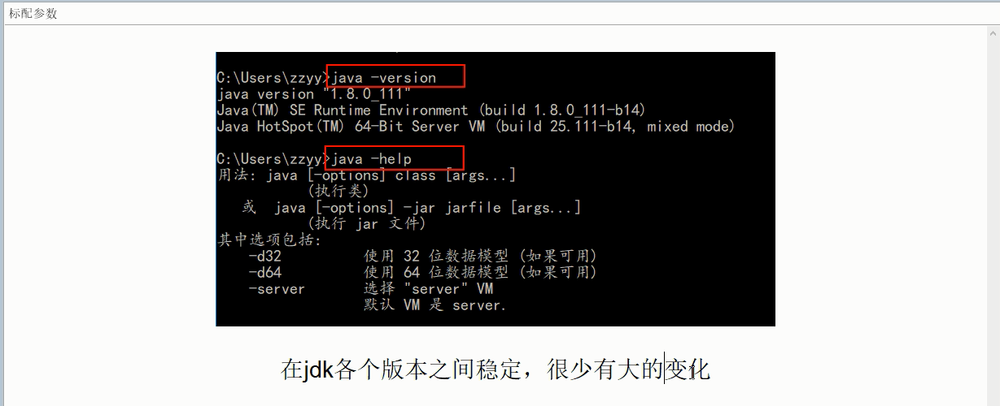 标配参数
C:\Users\zzyy>java -version
java version "1.8.0_111"
Java(TM) SE Runtime Environment (build 1.8.0_111-b14)
Java HotSpot(TM) 64-Bit Server VM (build 25.111-b14, mixed mode)
C:\Users\zzyy>java -help
用法: java [-options] class [args...]
(执行类)
或 java [-options] -jar jarfile [args...]
(执行 jar 文件)
其中选项包括:
-d32 使用 32 位数据模型 (如果可用)
-d64 使用 64 位数据模型 (如果可用)
-server 选择 "server" VM
默认 VM 是 server.
在jdk各个版本之间稳定，很少有大的变化